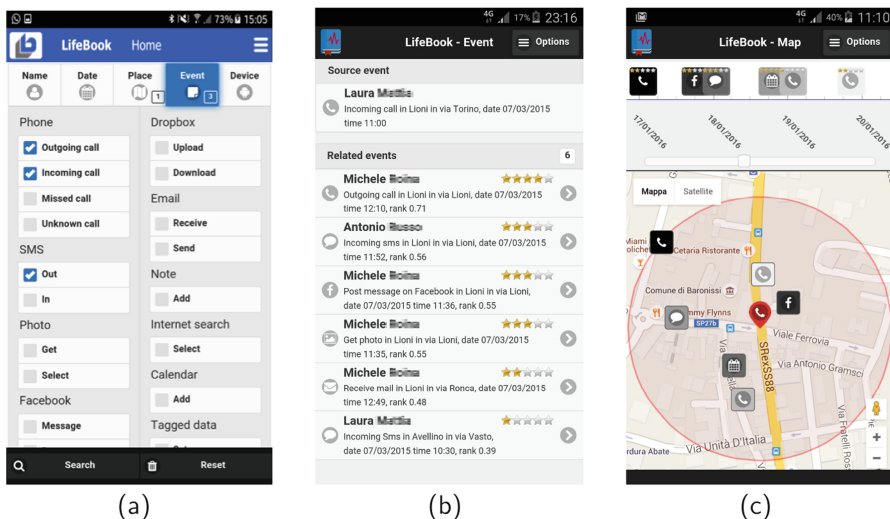 73% 15:05
LifeBook Home
Name Date Place Event Device
1 3
Phone
Outgoing call
Incoming call
Missed call
Unknown call
SMS
Out
In
Photo
Get
Select
Facebook
Message
Dropbox
Upload
Download
Email
Receive
Send
Note
Add
Internet search
Select
Calendar
Add
Tagged data
Search Reset
(a)
4G 17% 23:16
LifeBook - Event Options
Source event
Laura
Incoming call in Lioni in via Torino, date 07/03/2015
time 11:00
Related events 6
Michele
Outgoing call in Lioni in via Lioni, date 07/03/2015
time 12:10, rank 0.71
Antonio
Incoming sms in Lioni in via Lioni, date 07/03/2015
time 11:52, rank 0.56
Michele
Post message on Facebook in Lioni in via Lioni,
date 07/03/2015 time 11:36, rank 0.55
Michele
Get photo in Lioni in via Lioni, date 07/03/2015
time 11:35, rank 0.55
Michele
Receive mail in Lioni in via Ronca, date 07/03/2015
time 12:49, rank 0.48
Laura
Incoming Sms in Avellino in via Vasto,
date 07/03/2015 time 10:30, rank 0.39
(b)
4G 40% 11:10
LifeBook - Map Options
17/01/2016 18/01/2016 19/01/2016 20/01/2016
Mappa Satellite
Miami
Cetaria Ristorante
Comune di Baronissi
my Flynns
SP27b
Viale Ferrovia
SRexSS88
Via Antonio Gramsci
Via Fratelli Ros
Via Unità D'Italia
rdura Abate
+
−
(c)